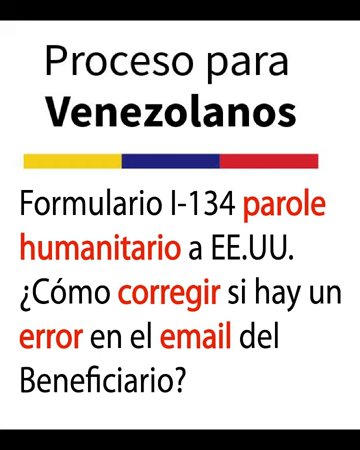 Proceso para
Venezolanos
Formulario I-134 parole
humanitario a EE.UU.
¿Cómo corregir si hay un
error en el email del
Beneficiario?